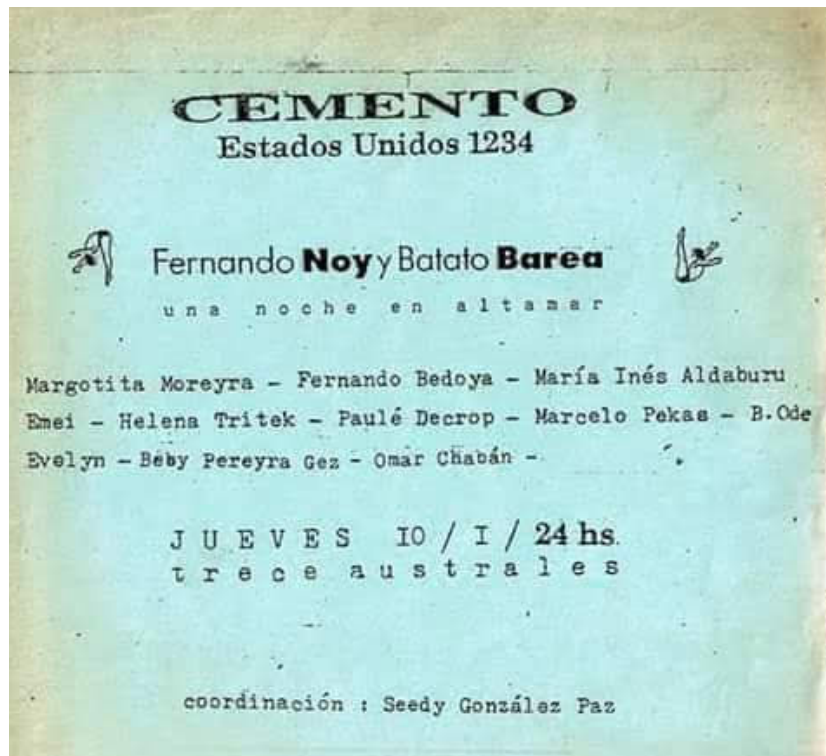 CEMENTO
Estados Unidos 1234
Fernando Noy y Batato Barea
una noche en altamar
Margotita Moreyra - Fernando Bedoya - María Inés Aldaburu
Emei - Helena Tritek - Paulé Decrop - Marcelo Pekas - B.Ode
Evelyn - Beby Pereyra Gez - Omar Chabán -
JUEVES IO / I / 24 hs.
trece australes
coordinación : Seedy González Paz